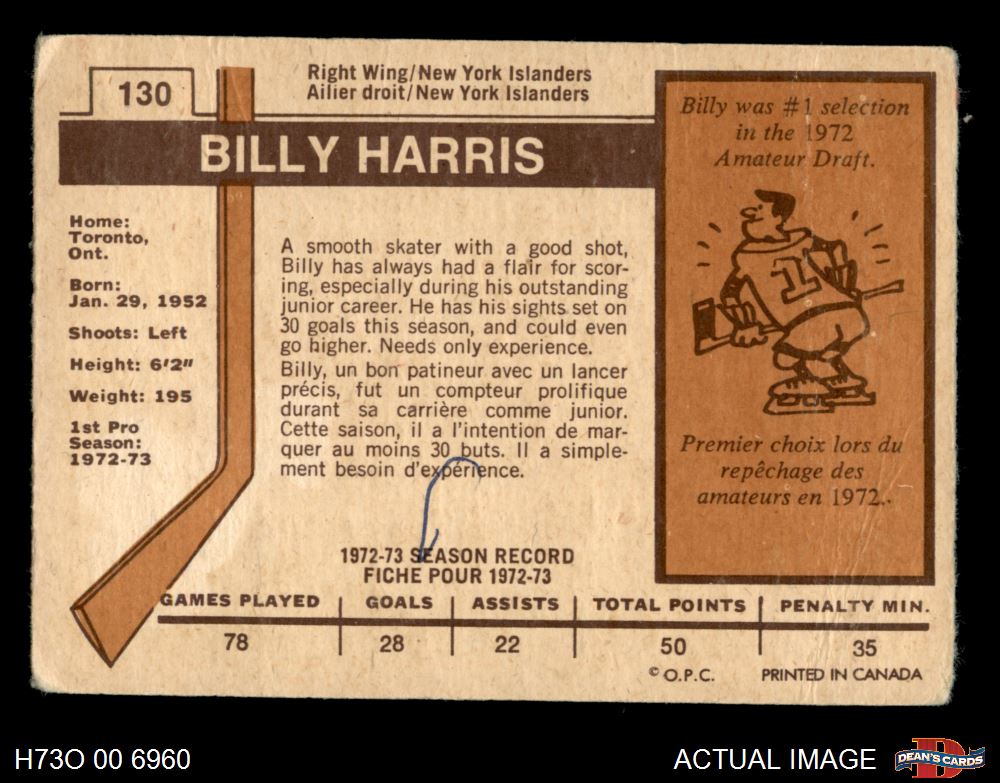 130
Right Wing/New York Islanders
Ailier droit/New York Islanders
BILLY HARRIS
Home:
Toronto,
Ont.
Born:
Jan. 29, 1952
Shoots: Left
Height: 6'2"
Weight: 195
1st Pro
Season:
1972-73
A smooth skater with a good shot,
Billy has always had a flair for scor-
ing, especially during his outstanding
junior career. He has his sights set on
30 goals this season, and could even
go higher. Needs only experience.
Billy, un bon patineur avec un lancer
précis, fut un compteur prolifique
durant sa carrière comme junior.
Cette saison, il a l'intention de mar-
quer au moins 30 buts. Il a simple-
ment besoin d'expérience.
Billy was #1 selection
in the 1972
Amateur Draft.
1
Premier choix lors du
repêchage des
amateurs en 1972.
1972-73 SEASON RECORD
FICHE POUR 1972-73
GAMES PLAYED GOALS ASSISTS TOTAL POINTS PENALTY MIN.
78 28 22 50 35
© O.P.C. PRINTED IN CANADA
H73O 00 6960
ACTUAL IMAGE
D
DEAN'S CARDS